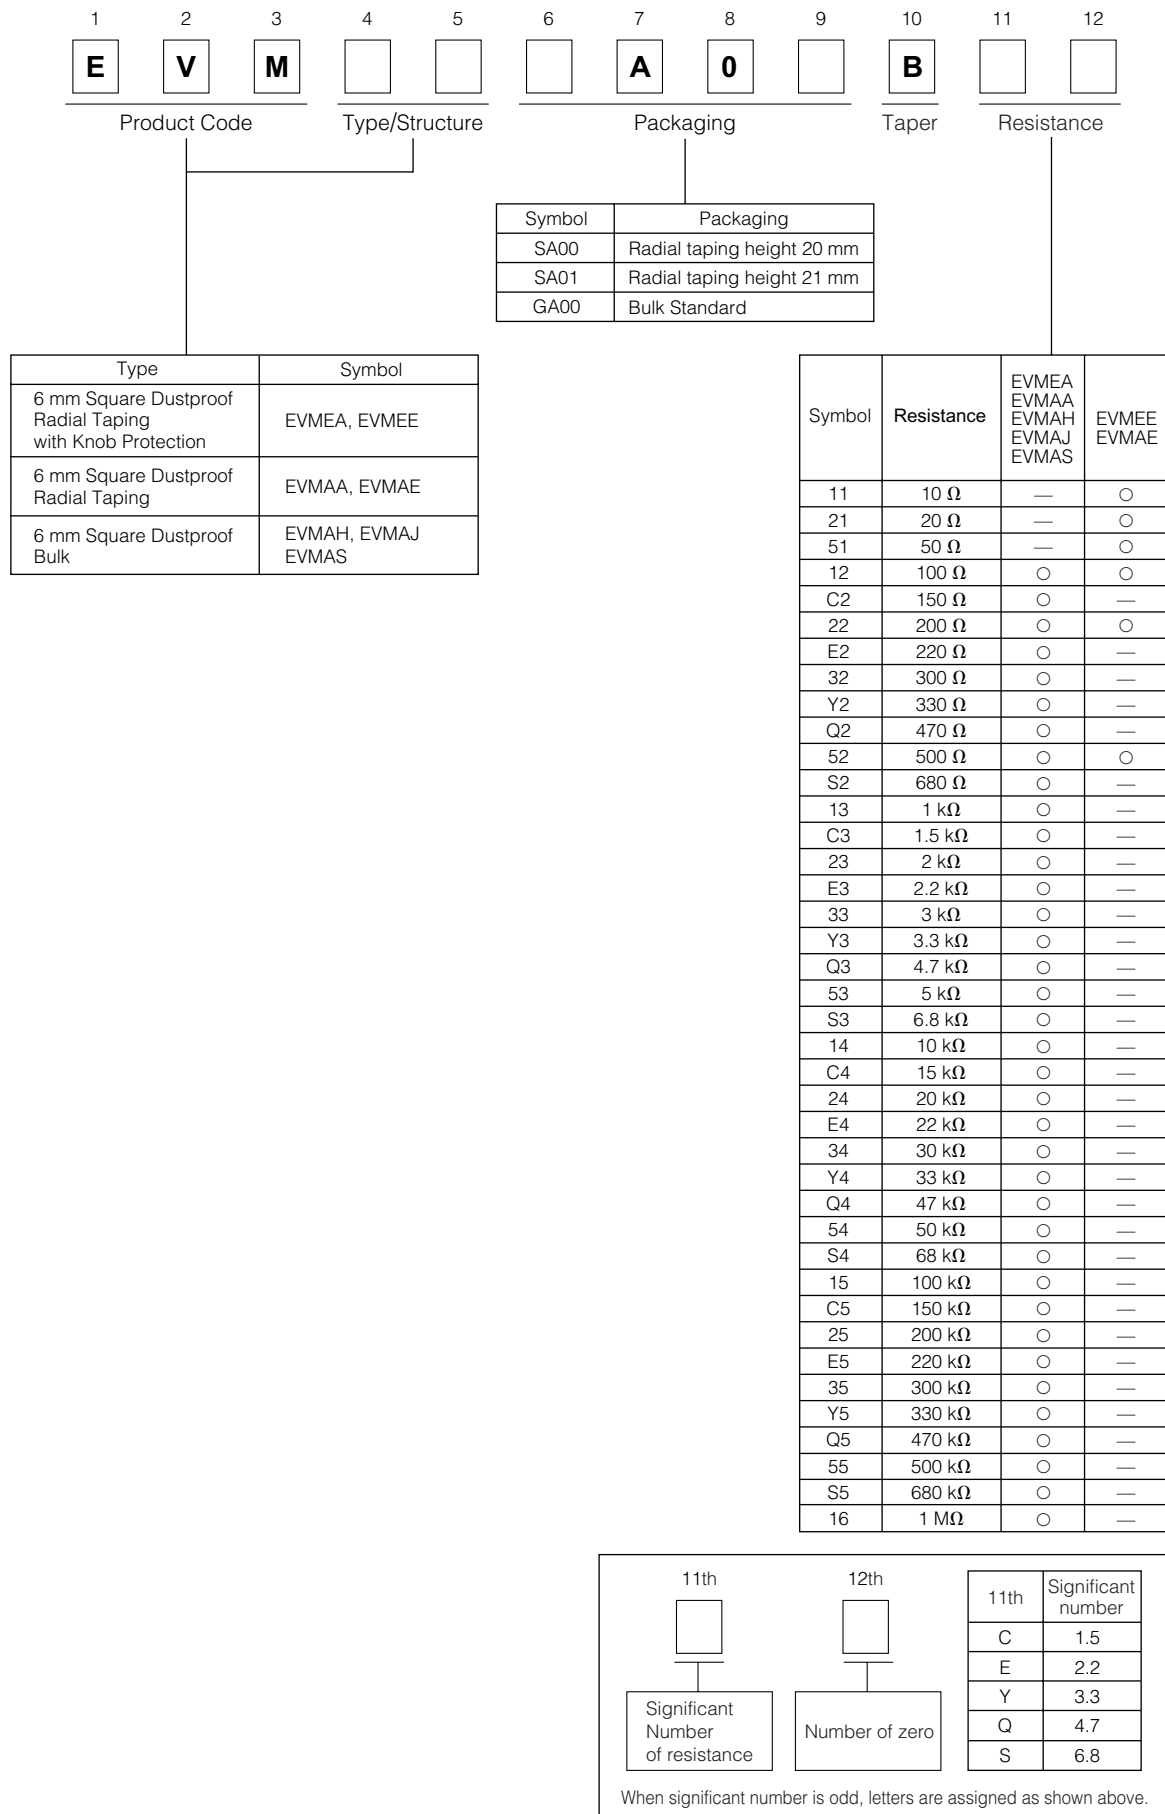 1 2 3 4 5 6 7 8 9 10 11 12
E V M A 0 B
Product Code Type/Structure Packaging Taper Resistance
Symbol Packaging
SA00 Radial taping height 20 mm
SA01 Radial taping height 21 mm
GA00 Bulk Standard
Type Symbol
6 mm Square Dustproof
Radial Taping
with Knob Protection
EVMEA, EVMEE
6 mm Square Dustproof
Radial Taping
EVMAA, EVMAE
6 mm Square Dustproof
Bulk
EVMAH, EVMAJ
EVMAS
Symbol Resistance
EVMEA
EVMAA
EVMAH
EVMAJ
EVMAS
EVMEE
EVMAE
11 10 Ω — ○
21 20 Ω — ○
51 50 Ω — ○
12 100 Ω ○ ○
C2 150 Ω ○ —
22 200 Ω ○ ○
E2 220 Ω ○ —
32 300 Ω ○ —
Y2 330 Ω ○ —
Q2 470 Ω ○ —
52 500 Ω ○ ○
S2 680 Ω ○ —
13 1 kΩ ○ —
C3 1.5 kΩ ○ —
23 2 kΩ ○ —
E3 2.2 kΩ ○ —
33 3 kΩ ○ —
Y3 3.3 kΩ ○ —
Q3 4.7 kΩ ○ —
53 5 kΩ ○ —
S3 6.8 kΩ ○ —
14 10 kΩ ○ —
C4 15 kΩ ○ —
24 20 kΩ ○ —
E4 22 kΩ ○ —
34 30 kΩ ○ —
Y4 33 kΩ ○ —
Q4 47 kΩ ○ —
54 50 kΩ ○ —
S4 68 kΩ ○ —
15 100 kΩ ○ —
C5 150 kΩ ○ —
25 200 kΩ ○ —
E5 220 kΩ ○ —
35 300 kΩ ○ —
Y5 330 kΩ ○ —
Q5 470 kΩ ○ —
55 500 kΩ ○ —
S5 680 kΩ ○ —
16 1 MΩ ○ —
11th 12th
Significant
Number
of resistance
Number of zero
11th Significant
number
C 1.5
E 2.2
Y 3.3
Q 4.7
S 6.8
When significant number is odd, letters are assigned as shown above.